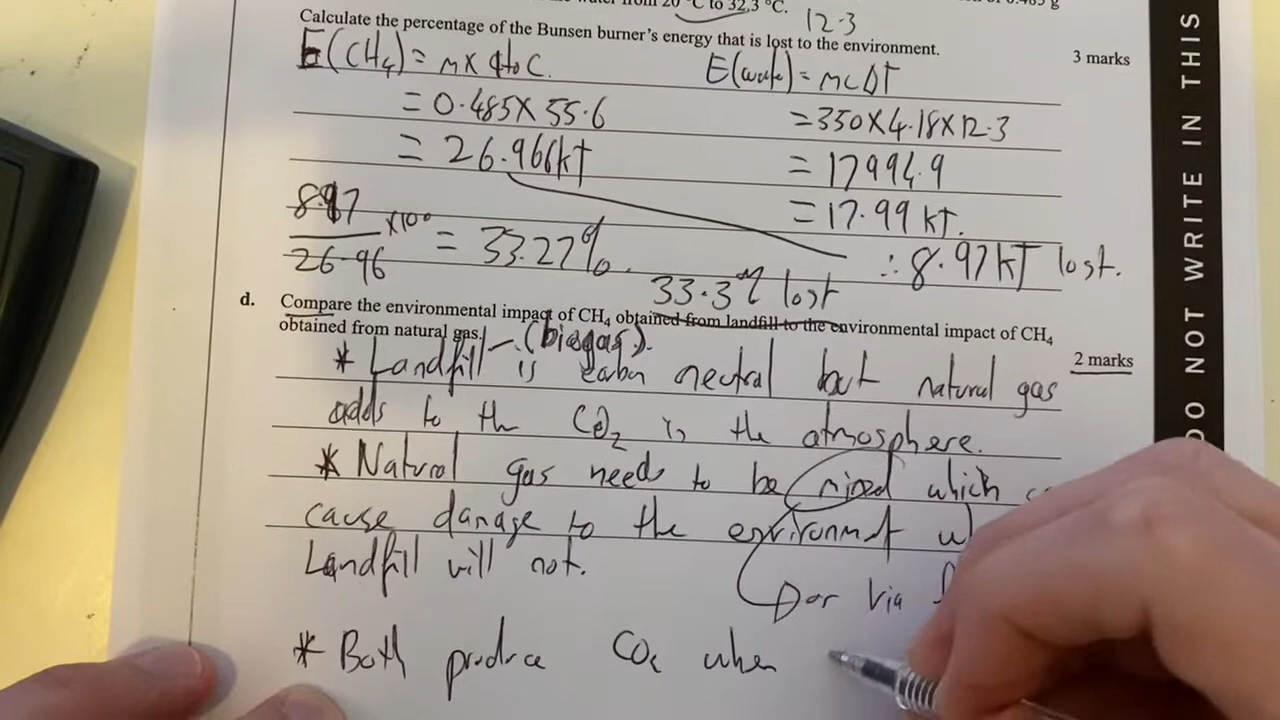 water from 20 °C to 32.3 °C. of 0.485 g
12.3
Calculate the percentage of the Bunsen burner's energy that is lost to the environment.
3 marks
E(CH4) = m × HoC.
= 0.485 × 55.6
= 26.966kJ
E(water) = mcΔT
= 350×4.18×12.3
= 17994.9
= 17.99 kJ.
∴ 8.97kJ lost.
8.97
26.96
×100 = 33.27%.
33.3% lost
d. Compare the environmental impact of CH4 obtained from landfill to the environmental impact of CH4
obtained from natural gas.
2 marks
(biogas).
* Landfill is carbon neutral but natural gas
adds to the CO2 in the atmosphere.
* Natural gas needs to be mined which
cause damage to the environment
Landfill will not.
or via
* Both produce CO2 when
DO NOT WRITE IN THIS